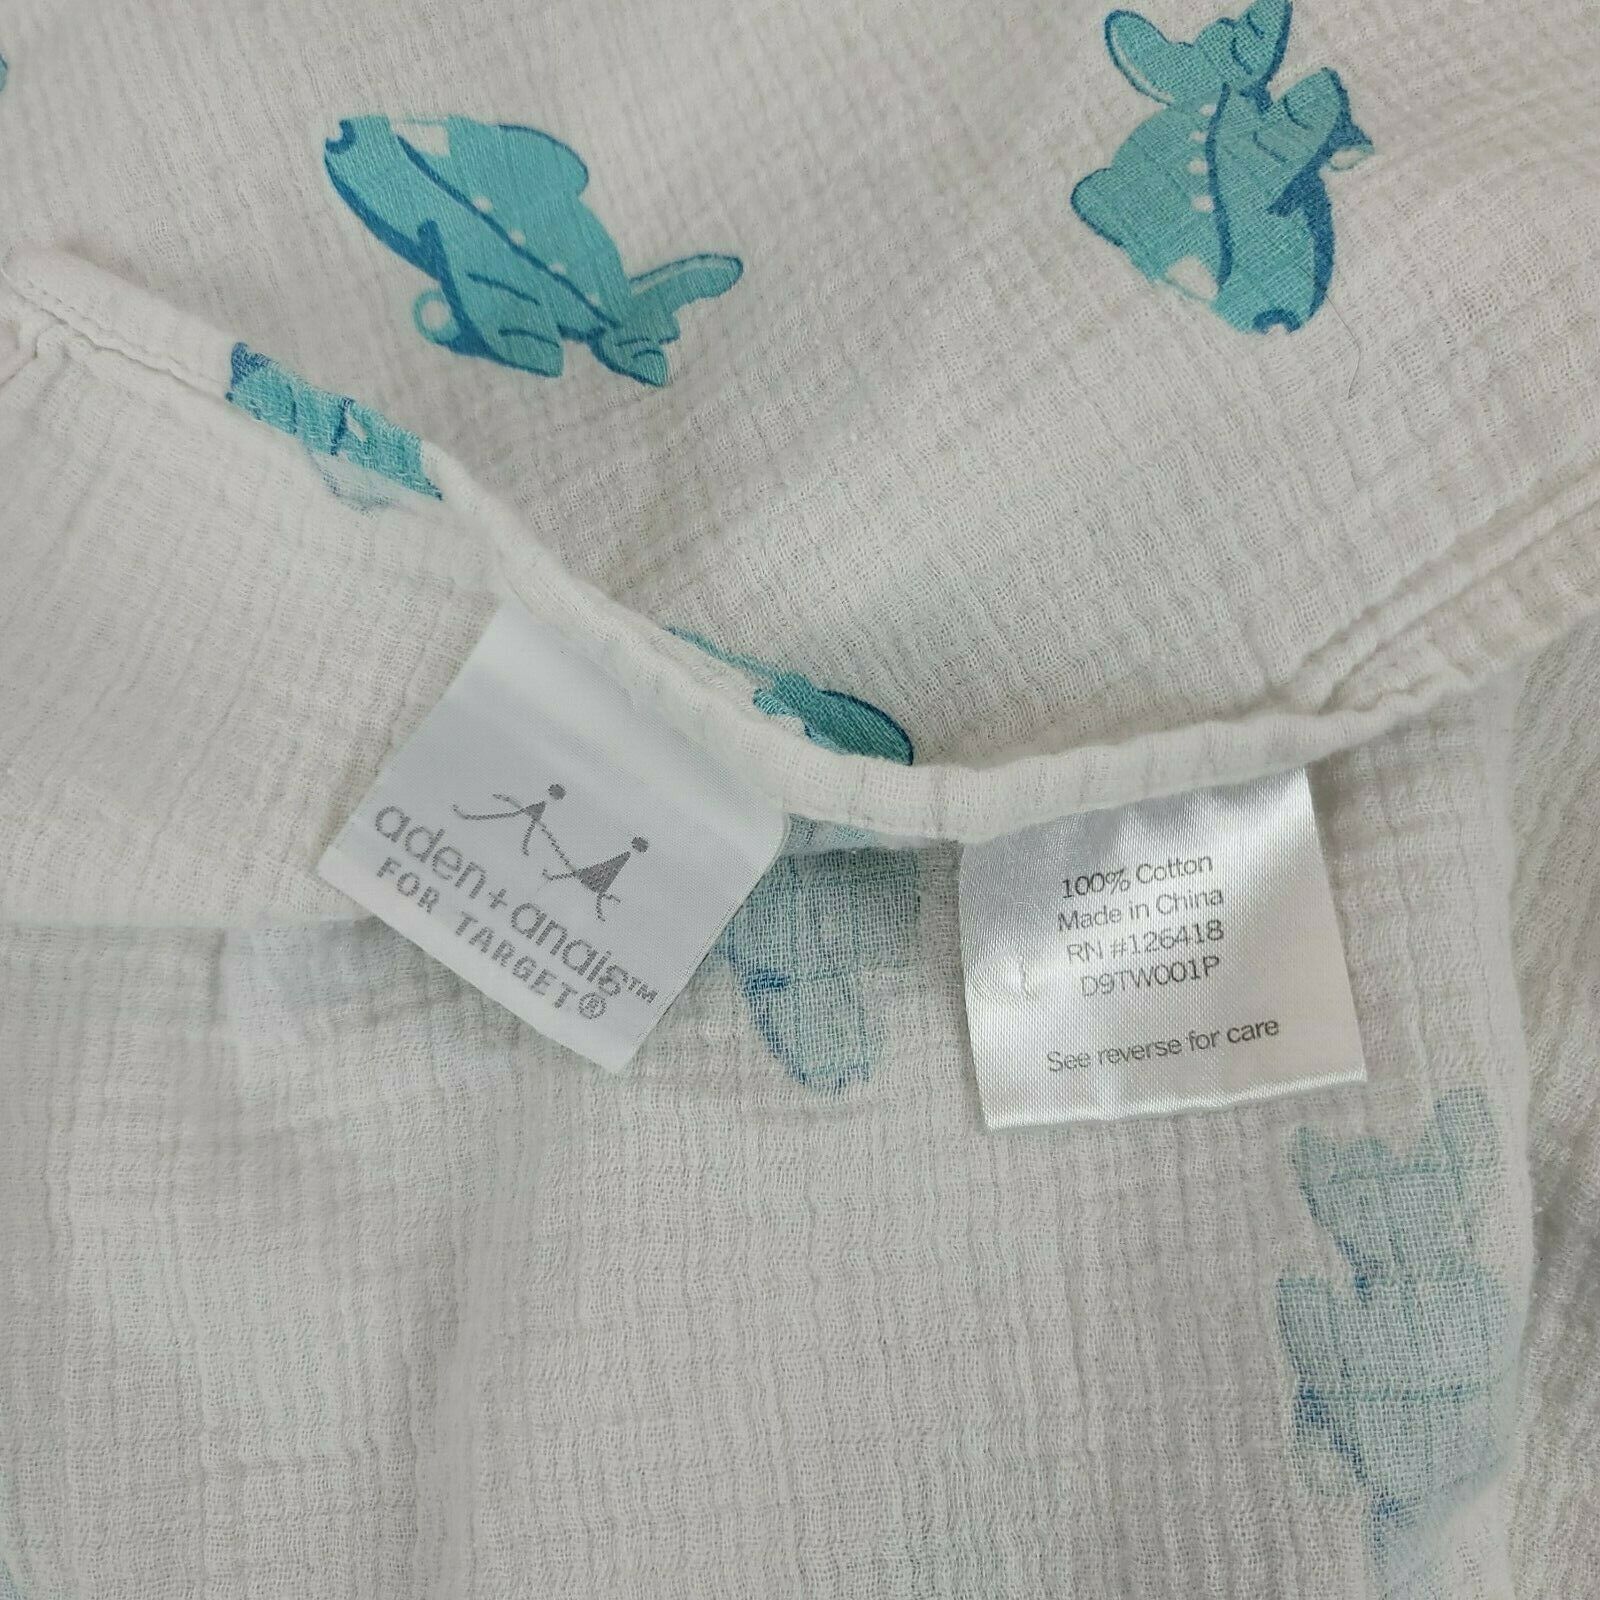 aden+anais™
FOR TARGET®
100% Cotton
Made in China
RN #126418
D9TW001P
See reverse for care